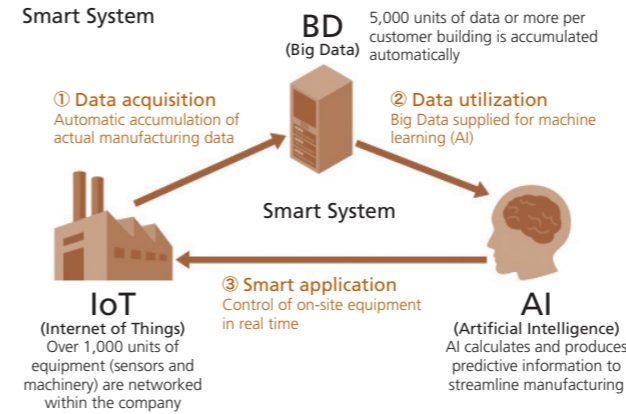 Smart System
BD
(Big Data)
5,000 units of data or more per
customer building is accumulated
automatically
① Data acquisition
Automatic accumulation of
actual manufacturing data
② Data utilization
Big Data supplied for machine
learning (AI)
Smart System
③ Smart application
Control of on-site equipment
in real time
IoT
(Internet of Things)
Over 1,000 units of
equipment (sensors and
machinery) are networked
within the company
AI
(Artificial Intelligence)
AI calculates and produces
predictive information to
streamline manufacturing